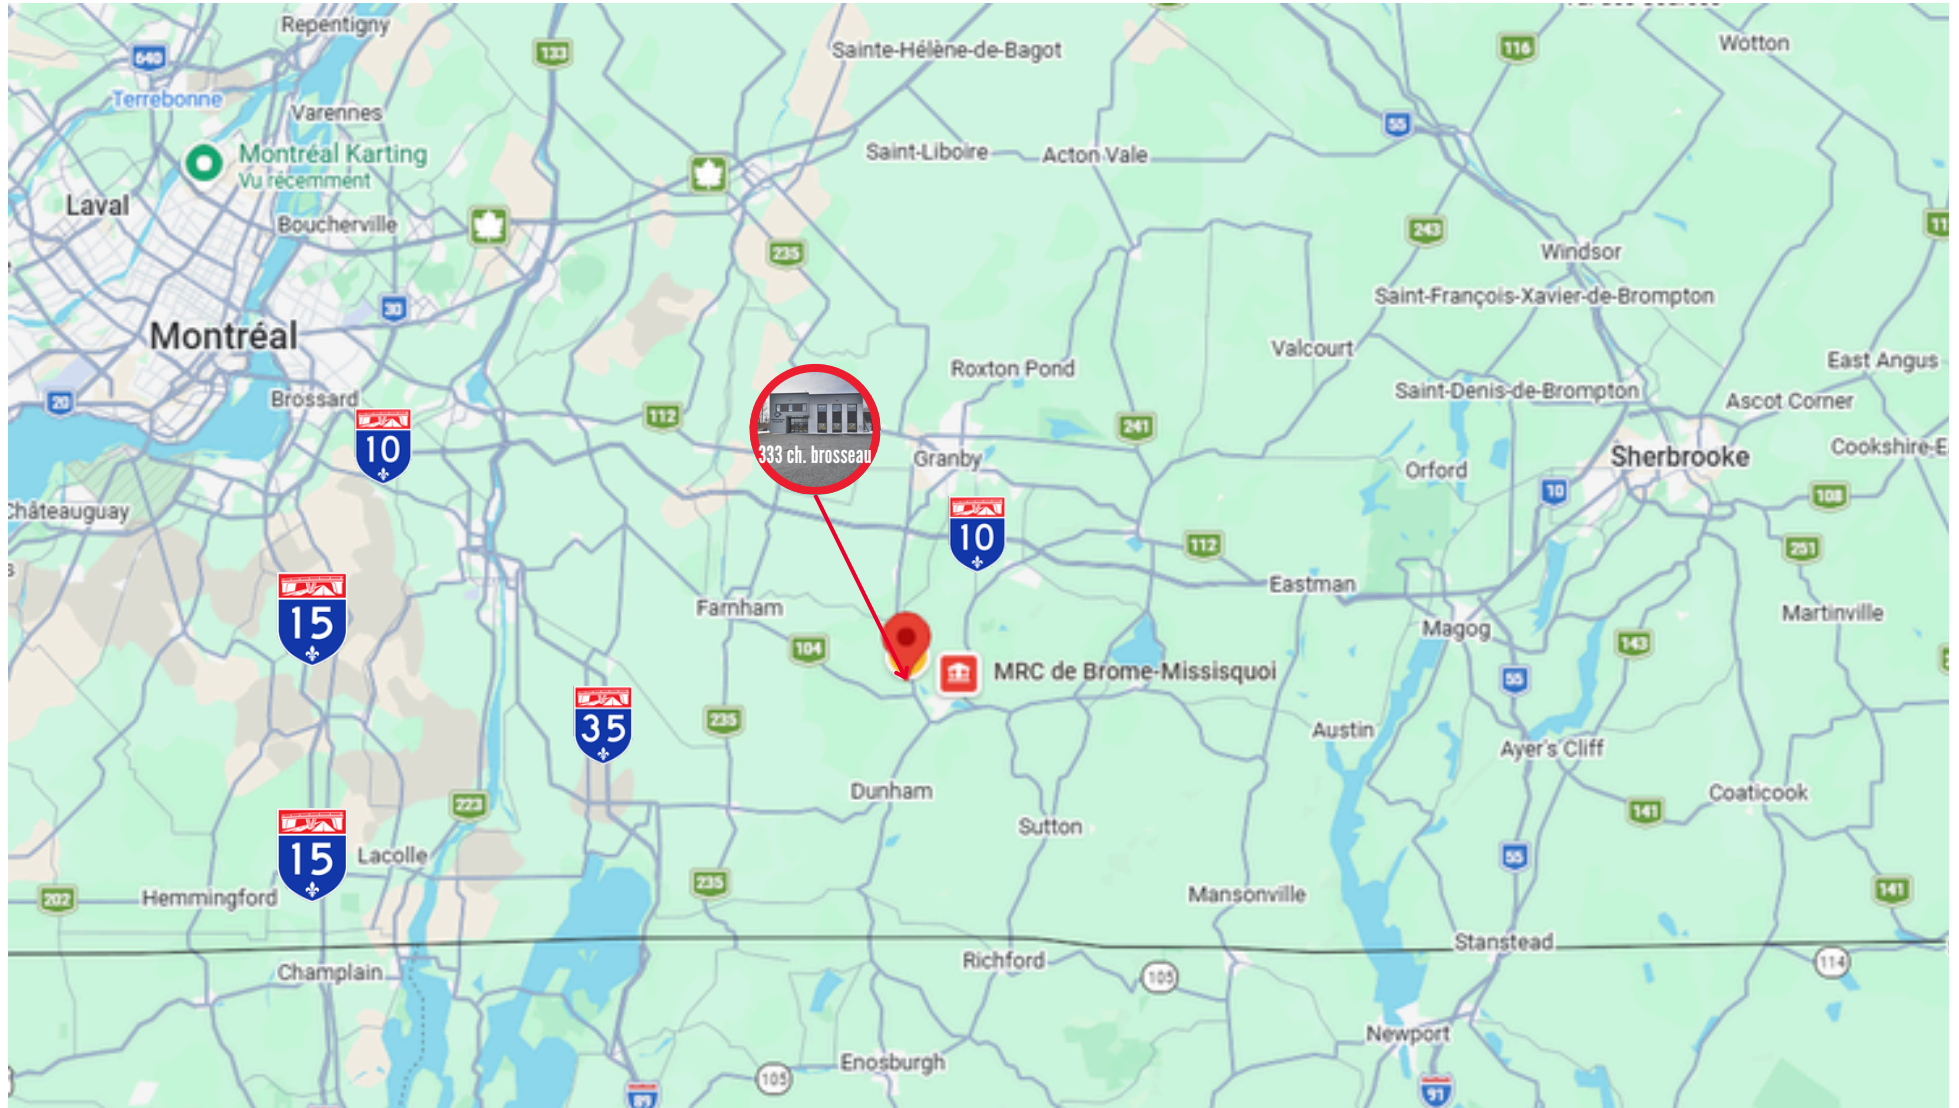 Repentigny
133
Sainte-Hélène-de-Bagot
116
Wotton
640
Terrebonne
Varennes
55
Montréal Karting
Vu récemment
Saint-Liboire
Acton Vale
Laval
Boucherville
235
243
Windsor
30
Saint-François-Xavier-de-Brompton
Montréal
Valcourt
East Angus
Roxton Pond
Saint-Denis-de-Brompton
20
Brossard
Ascot Corner
112
241
10
333 ch. brosseau
Granby
Orford
Sherbrooke
Cookshire-E
10
108
Châteauguay
10
112
251
Eastman
15
Farnham
Martinville
Magog
143
104
MRC de Brome-Missisquoi
55
35
235
Austin
Ayer's Cliff
Dunham
Coaticook
223
141
Sutton
15
Lacolle
55
235
141
202
Hemmingford
Mansonville
Stanstead
Champlain
Richford
105
114
Newport
Enosburgh
105
89
91